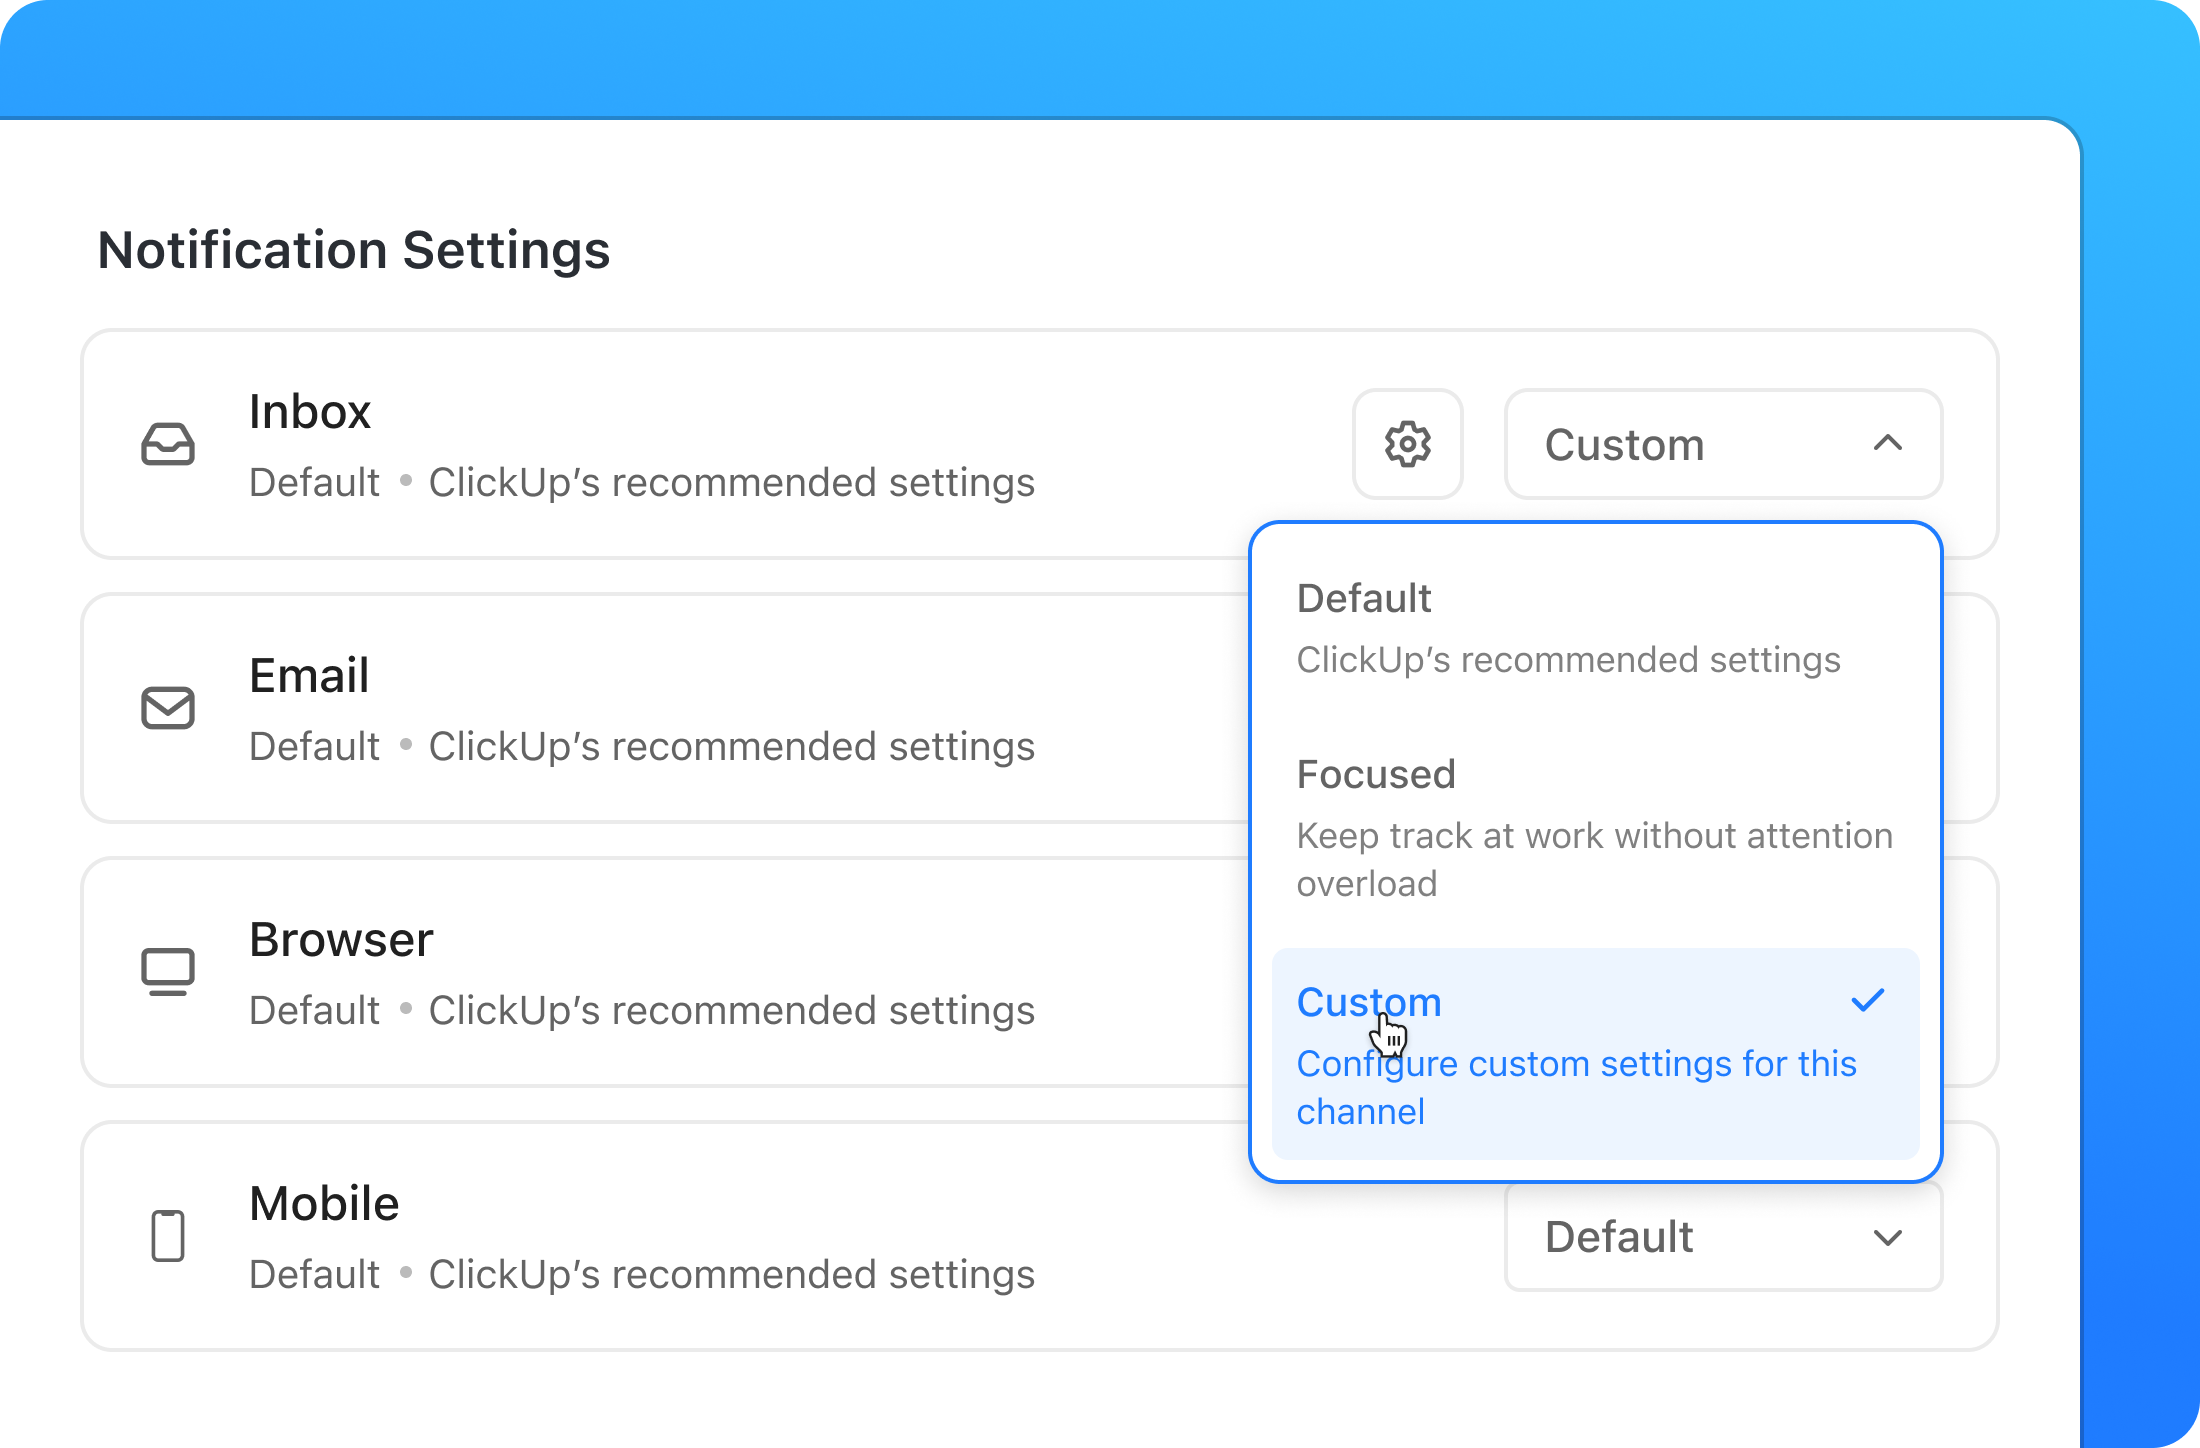 Notification Settings
Inbox
Default • ClickUp’s recommended settings
Custom
Default
ClickUp’s recommended settings
Focused
Keep track at work without attention
overload
Custom
Configure custom settings for this
channel
Email
Default • ClickUp’s recommended settings
Browser
Default • ClickUp’s recommended settings
Mobile
Default • ClickUp’s recommended settings
Default